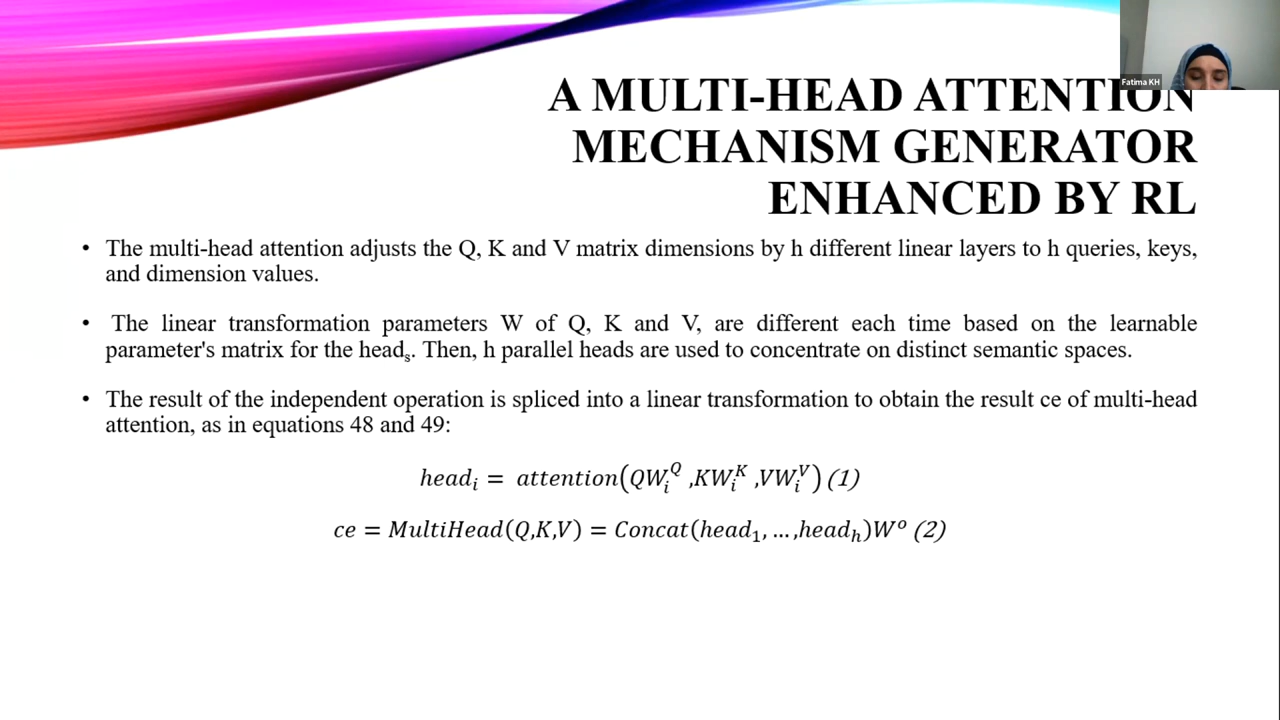 Fatima KH
A MULTI-HEAD ATTENTION
MECHANISM GENERATOR
ENHANCED BY RL
• The multi-head attention adjusts the Q, K and V matrix dimensions by h different linear layers to h queries, keys,
and dimension values.
• The linear transformation parameters W of Q, K and V, are different each time based on the learnable
parameter's matrix for the heads. Then, h parallel heads are used to concentrate on distinct semantic spaces.
• The result of the independent operation is spliced into a linear transformation to obtain the result ce of multi-head
attention, as in equations 48 and 49:
headᵢ = attention(QWᵢ^Q ,KWᵢ^K ,VWᵢ^V) (1)
ce = MultiHead(Q,K,V) = Concat(head₁, … ,headₕ)Wᵒ (2)